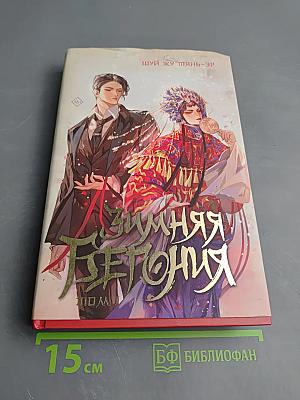 ШУЙ ЖУ ТЯНЬ-ЭР
ЗИМНЯЯ
БЕГОНИЯ
ТОМ 1
15 см
БФ БИБЛИОФАН